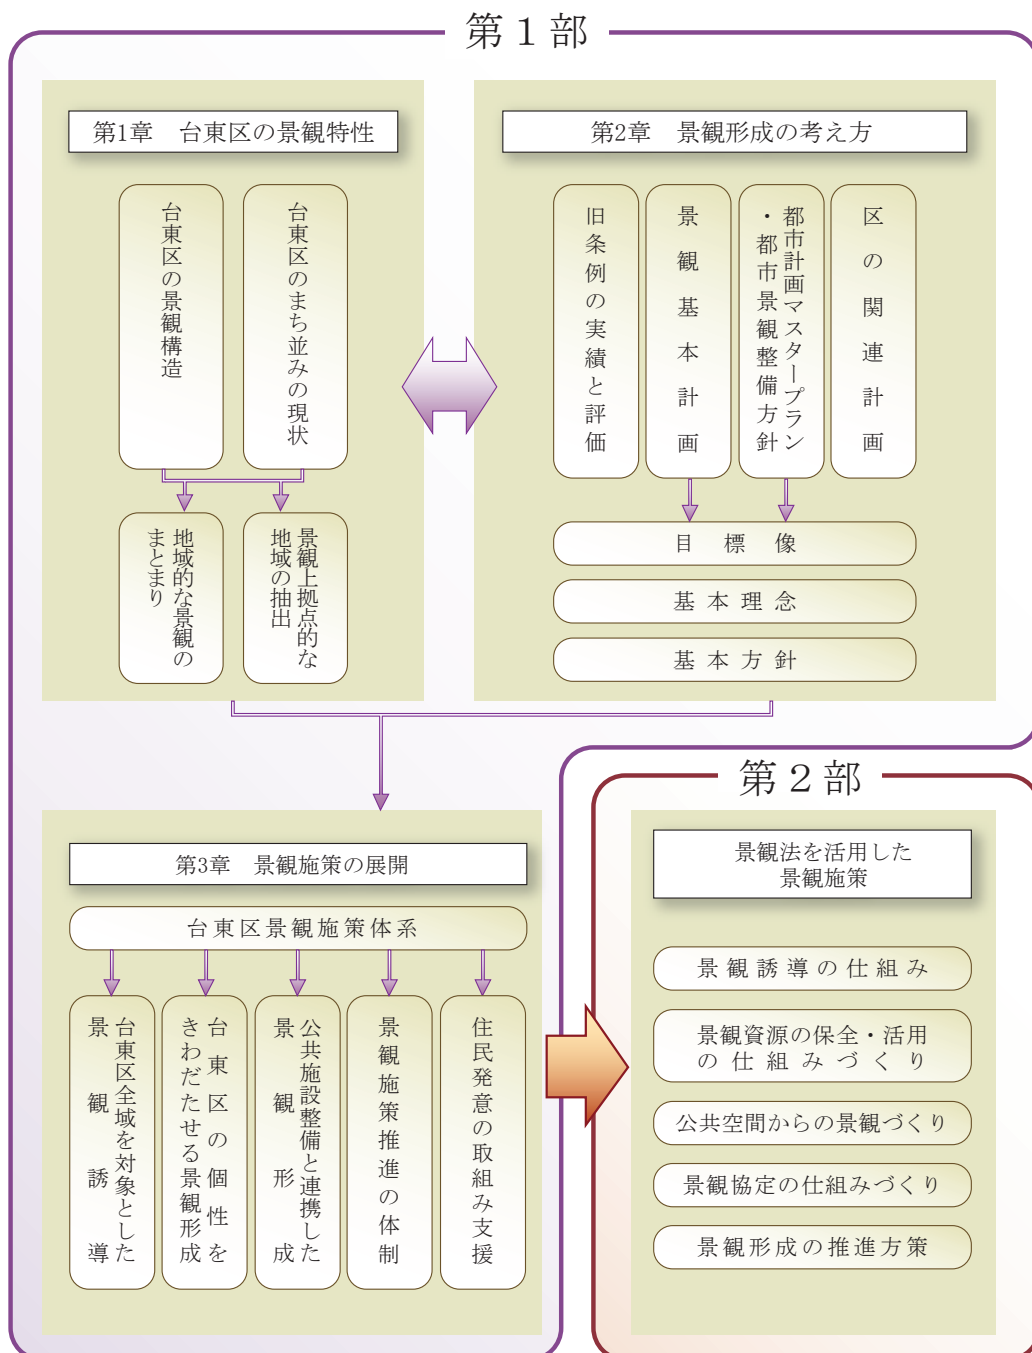 第1部
第1章　台東区の景観特性
台東区の景観構造
台東区のまち並みの現状
地域的な景観の
まとまり
景観上拠点的な
地域の抽出
第2章　景観形成の考え方
旧条例の実績と評価
景観基本計画
都市計画マスタープラン
・都市景観整備方針
区の関連計画
目標像
基本理念
基本方針
第3章　景観施策の展開
台東区景観施策体系
台東区全域を対象とした
景観誘導
台東区の個性を
きわだたせる景観形成
公共施設整備と連携した
景観形成
景観施策推進の体制
住民発意の取組み支援
第2部
景観法を活用した
景観施策
景観誘導の仕組み
景観資源の保全・活用
の仕組みづくり
公共空間からの景観づくり
景観協定の仕組みづくり
景観形成の推進方策